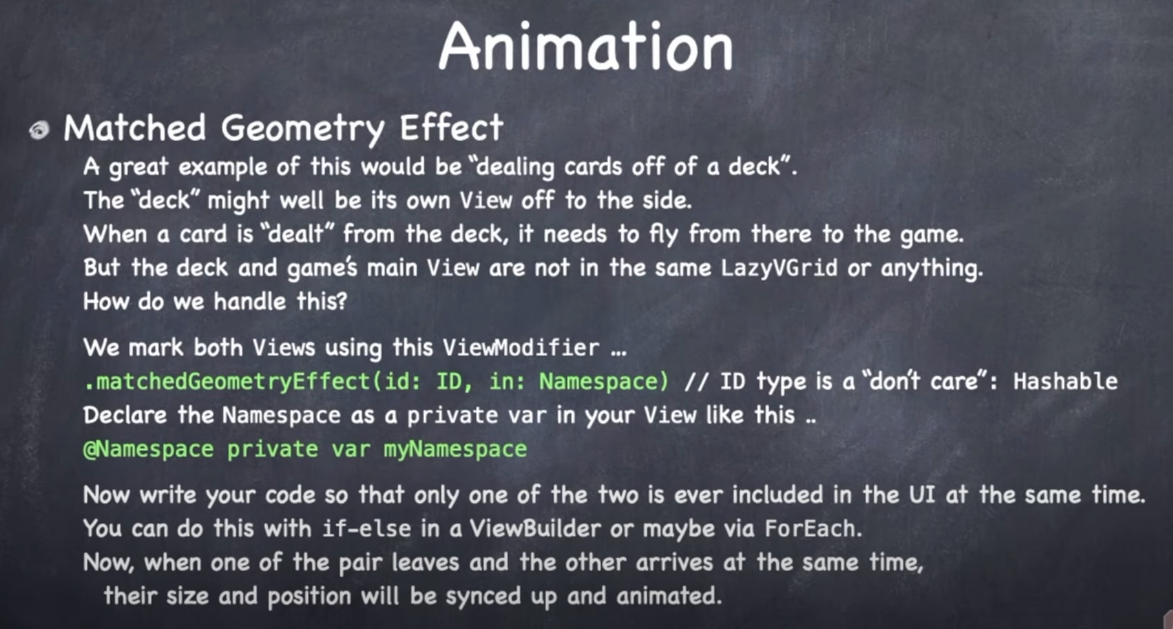 Animation
Matched Geometry Effect
A great example of this would be “dealing cards off of a deck”.
The “deck” might well be its own View off to the side.
When a card is “dealt” from the deck, it needs to fly from there to the game.
But the deck and game’s main View are not in the same LazyVGrid or anything.
How do we handle this?
We mark both Views using this ViewModifier …
.matchedGeometryEffect(id: ID, in: Namespace) // ID type is a “don’t care”: Hashable
Declare the Namespace as a private var in your View like this ..
@Namespace private var myNamespace
Now write your code so that only one of the two is ever included in the UI at the same time.
You can do this with if-else in a ViewBuilder or maybe via ForEach.
Now, when one of the pair leaves and the other arrives at the same time,
their size and position will be synced up and animated.